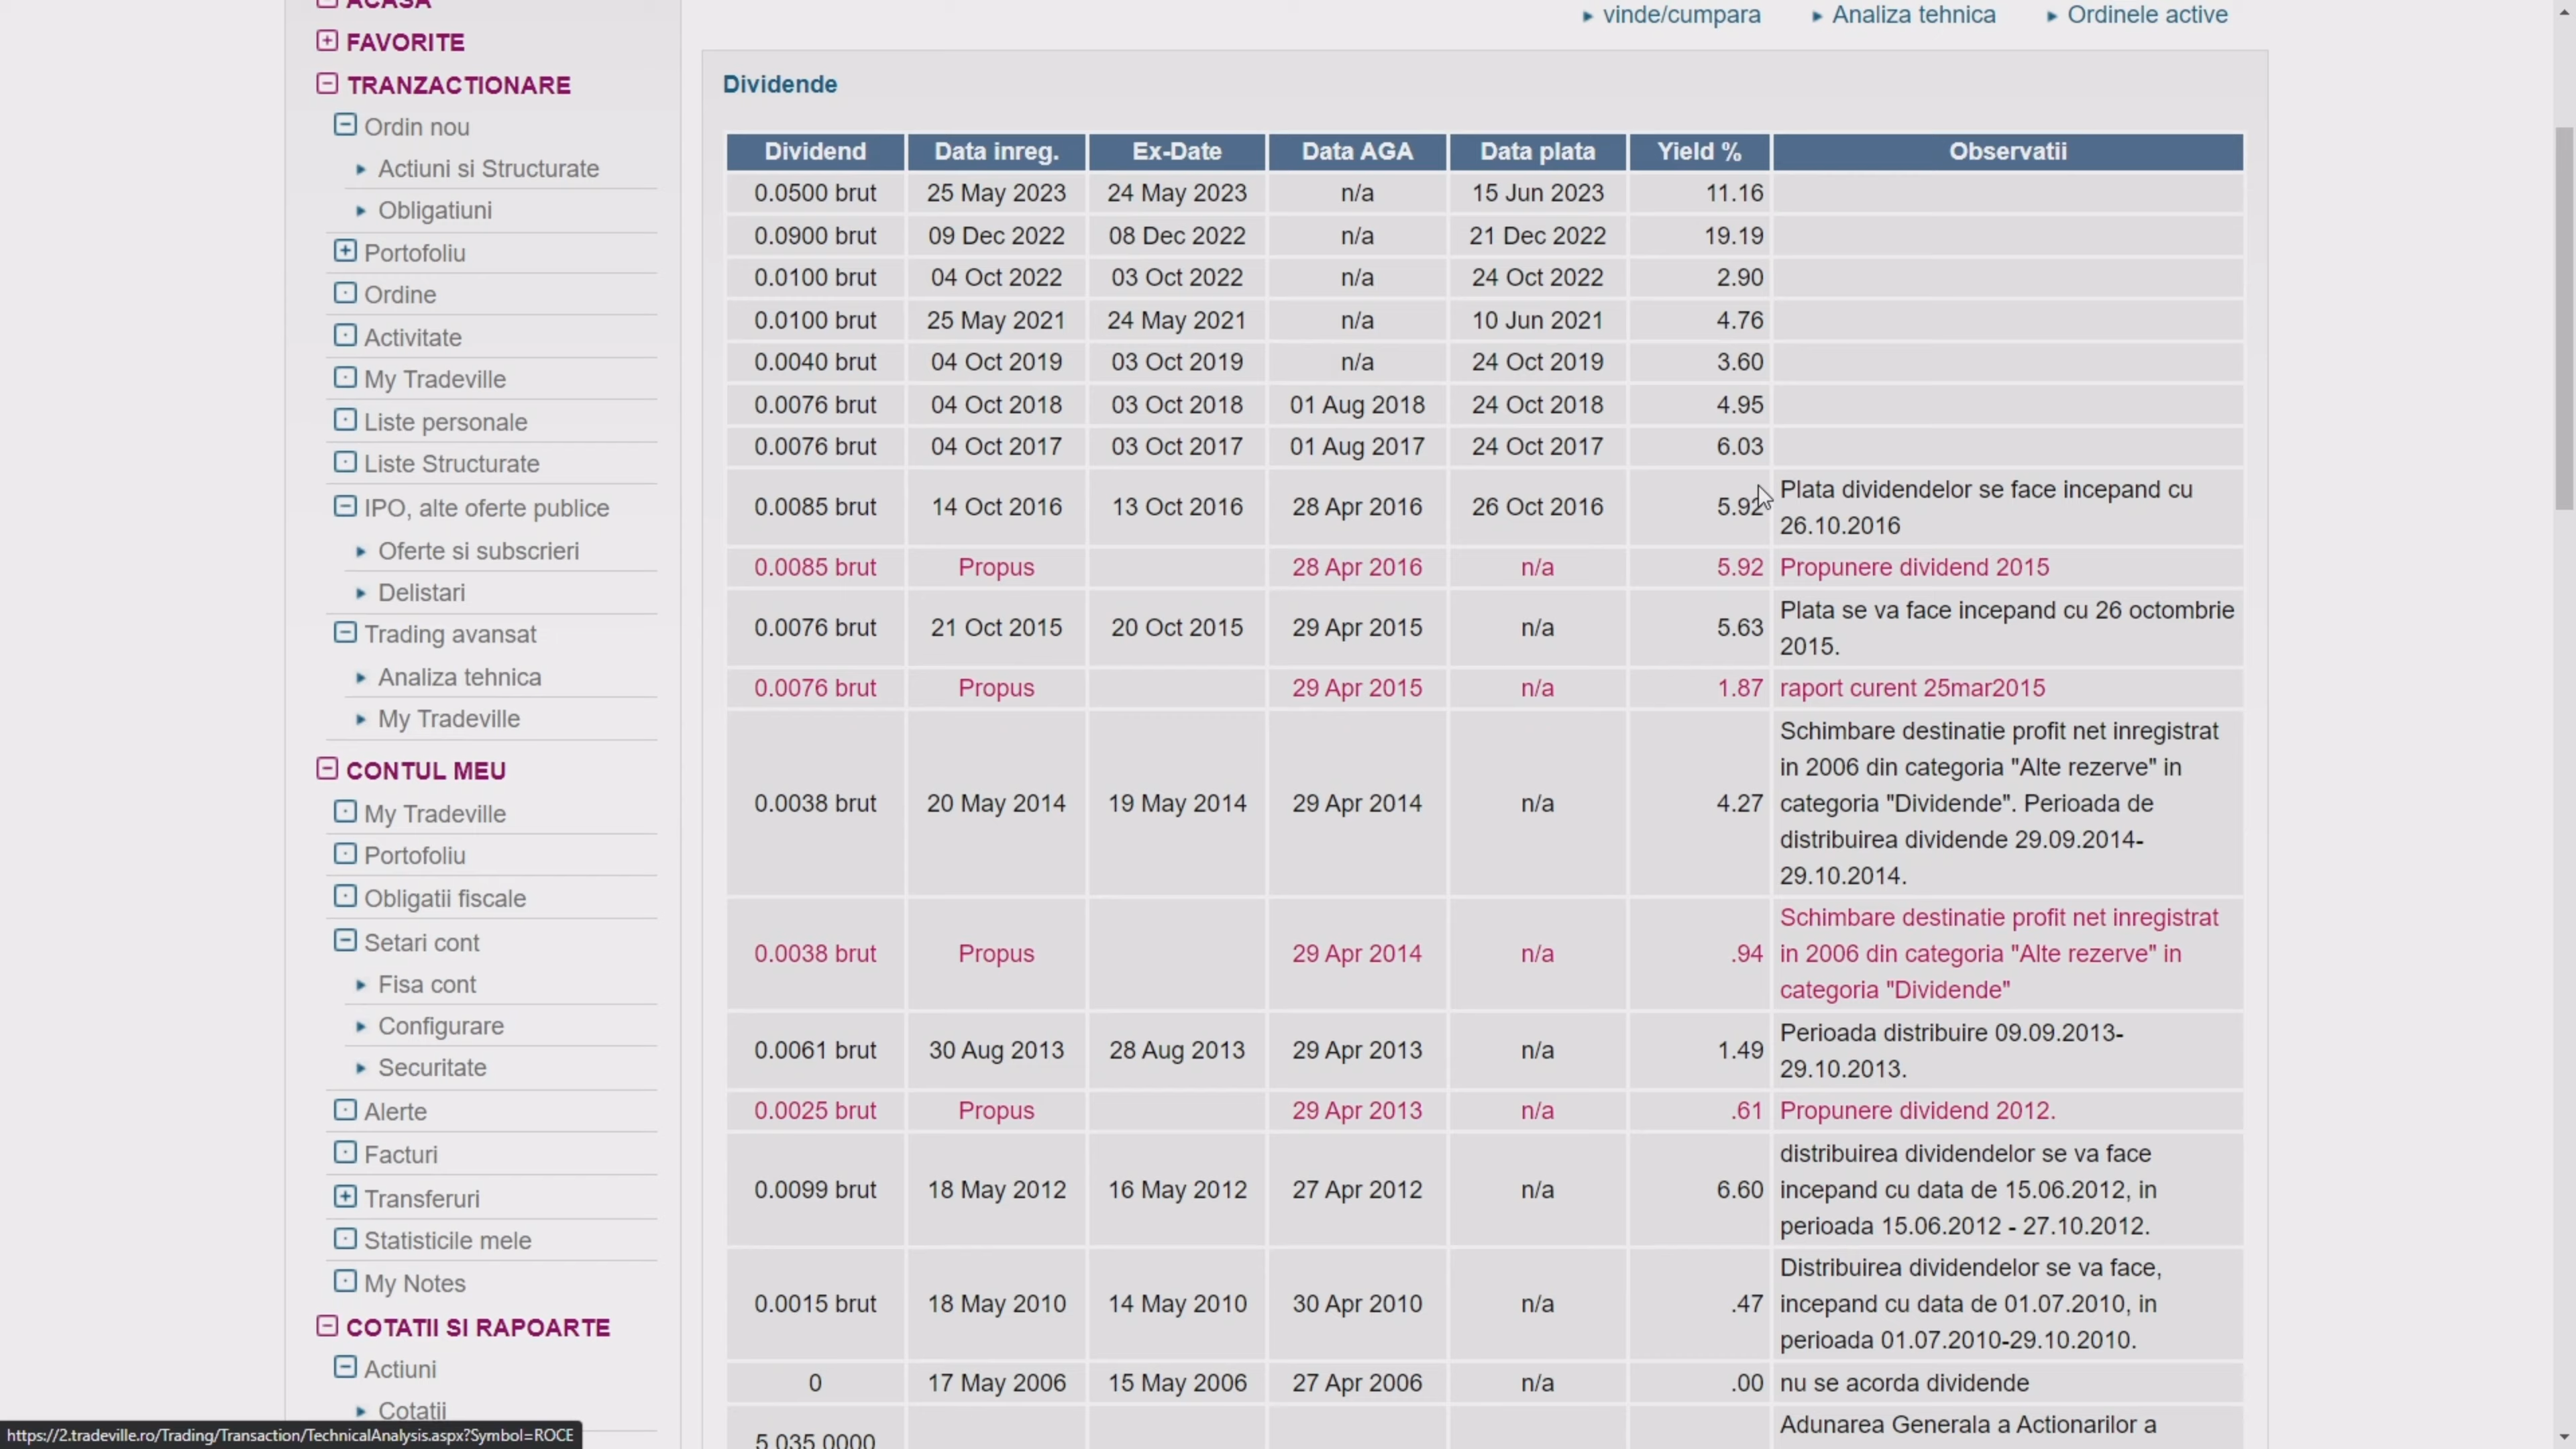 ACASA
FAVORITE
TRANZACTIONARE
Ordin nou
Actiuni si Structurate
Obligatiuni
Portofoliu
Ordine
Activitate
My Tradeville
Liste personale
Liste Structurate
IPO, alte oferte publice
Oferte si subscrieri
Delistari
Trading avansat
Analiza tehnica
My Tradeville
CONTUL MEU
My Tradeville
Portofoliu
Obligatii fiscale
Setari cont
Fisa cont
Configurare
Securitate
Alerte
Facturi
Transferuri
Statisticile mele
My Notes
COTATII SI RAPOARTE
Actiuni
Cotatii
vinde/cumpara Analiza tehnica Ordinele active
Dividende
Dividend Data inreg. Ex-Date Data AGA Data plata Yield % Observatii
0.0500 brut 25 May 2023 24 May 2023 n/a 15 Jun 2023 11.16
0.0900 brut 09 Dec 2022 08 Dec 2022 n/a 21 Dec 2022 19.19
0.0100 brut 04 Oct 2022 03 Oct 2022 n/a 24 Oct 2022 2.90
0.0100 brut 25 May 2021 24 May 2021 n/a 10 Jun 2021 4.76
0.0040 brut 04 Oct 2019 03 Oct 2019 n/a 24 Oct 2019 3.60
0.0076 brut 04 Oct 2018 03 Oct 2018 01 Aug 2018 24 Oct 2018 4.95
0.0076 brut 04 Oct 2017 03 Oct 2017 01 Aug 2017 24 Oct 2017 6.03
0.0085 brut 14 Oct 2016 13 Oct 2016 28 Apr 2016 26 Oct 2016 5.92 Plata dividendelor se face incepand cu
26.10.2016
0.0085 brut Propus 28 Apr 2016 n/a 5.92 Propunere dividend 2015
0.0076 brut 21 Oct 2015 20 Oct 2015 29 Apr 2015 n/a 5.63 Plata se va face incepand cu 26 octombrie
2015.
0.0076 brut Propus 29 Apr 2015 n/a 1.87 raport curent 25mar2015
0.0038 brut 20 May 2014 19 May 2014 29 Apr 2014 n/a 4.27 Schimbare destinatie profit net inregistrat
in 2006 din categoria "Alte rezerve" in
categoria "Dividende". Perioada de
distribuirea dividende 29.09.2014-
29.10.2014.
0.0038 brut Propus 29 Apr 2014 n/a .94 Schimbare destinatie profit net inregistrat
in 2006 din categoria "Alte rezerve" in
categoria "Dividende"
0.0061 brut 30 Aug 2013 28 Aug 2013 29 Apr 2013 n/a 1.49 Perioada distribuire 09.09.2013-
29.10.2013.
0.0025 brut Propus 29 Apr 2013 n/a .61 Propunere dividend 2012.
0.0099 brut 18 May 2012 16 May 2012 27 Apr 2012 n/a 6.60 distribuirea dividendelor se va face
incepand cu data de 15.06.2012, in
perioada 15.06.2012 - 27.10.2012.
0.0015 brut 18 May 2010 14 May 2010 30 Apr 2010 n/a .47 Distribuirea dividendelor se va face,
incepand cu data de 01.07.2010, in
perioada 01.07.2010-29.10.2010.
0 17 May 2006 15 May 2006 27 Apr 2006 n/a .00 nu se acorda dividende
5.035.0000 Adunarea Generala a Actionarilor a
https://2.tradeville.ro/Trading/Transaction/TechnicalAnalysis.aspx?Symbol=ROCE